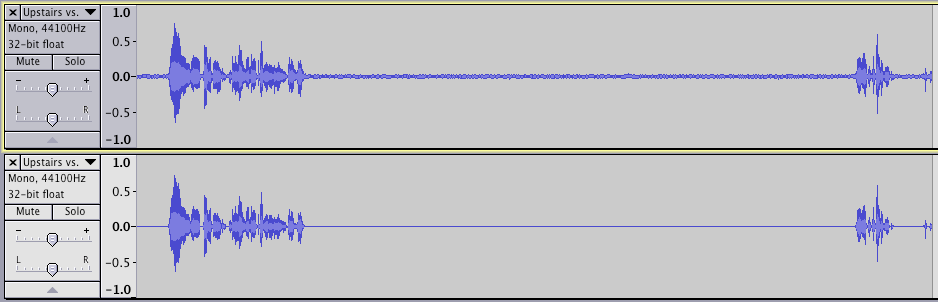 × Upstairs vs. ▼
Mono, 44100Hz
32-bit float
Mute Solo
- +
L R
1.0
0.5
0.0
-0.5
-1.0
× Upstairs vs. ▼
Mono, 44100Hz
32-bit float
Mute Solo
- +
L R
1.0
0.5
0.0
-0.5
-1.0